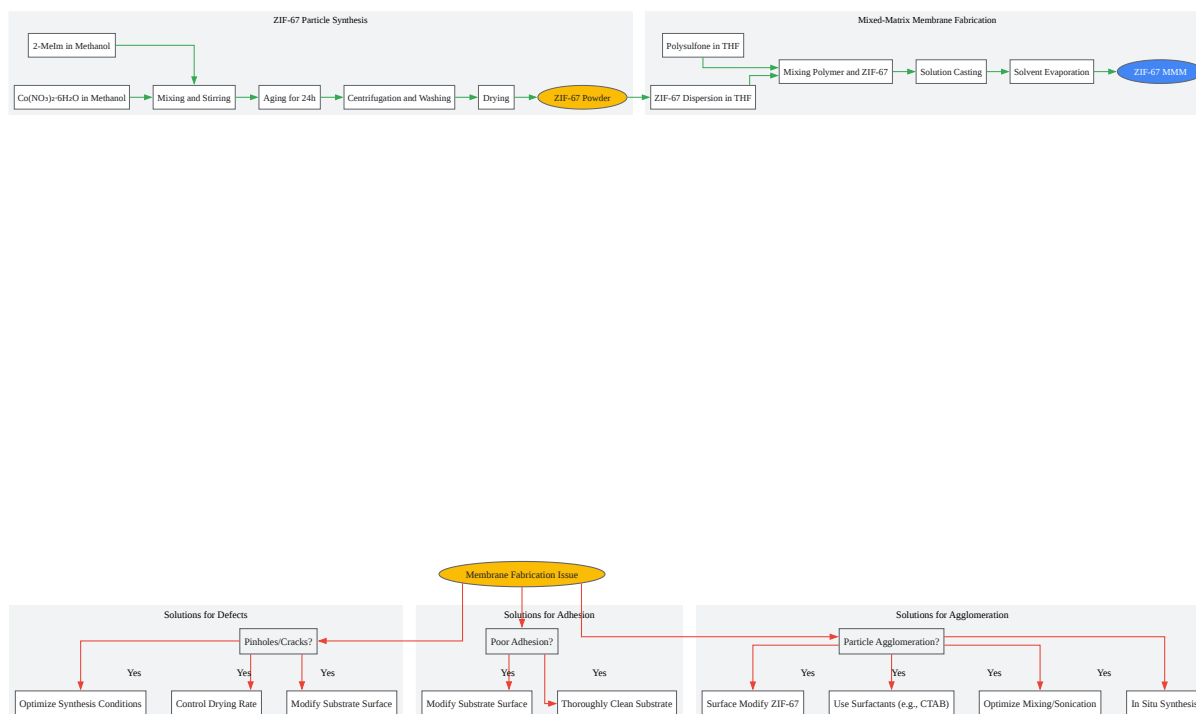 ZIF-67 Particle Synthesis
Mixed-Matrix Membrane Fabrication
2-MeIm in Methanol
Polysulfone in THF
Mixing Polymer and ZIF-67
Solution Casting
Solvent Evaporation
ZIF-67 MMM
Co(NO₃)₂·6H₂O in Methanol
Mixing and Stirring
Aging for 24h
Centrifugation and Washing
Drying
ZIF-67 Powder
ZIF-67 Dispersion in THF
Membrane Fabrication Issue
Solutions for Defects
Solutions for Adhesion
Solutions for Agglomeration
Pinholes/Cracks?
Poor Adhesion?
Particle Agglomeration?
Yes
Yes
Yes
Yes
Yes
Yes
Yes
Yes
Yes
Optimize Synthesis Conditions
Control Drying Rate
Modify Substrate Surface
Modify Substrate Surface
Thoroughly Clean Substrate
Surface Modify ZIF-67
Use Surfactants (e.g., CTAB)
Optimize Mixing/Sonication
In Situ Synthesis